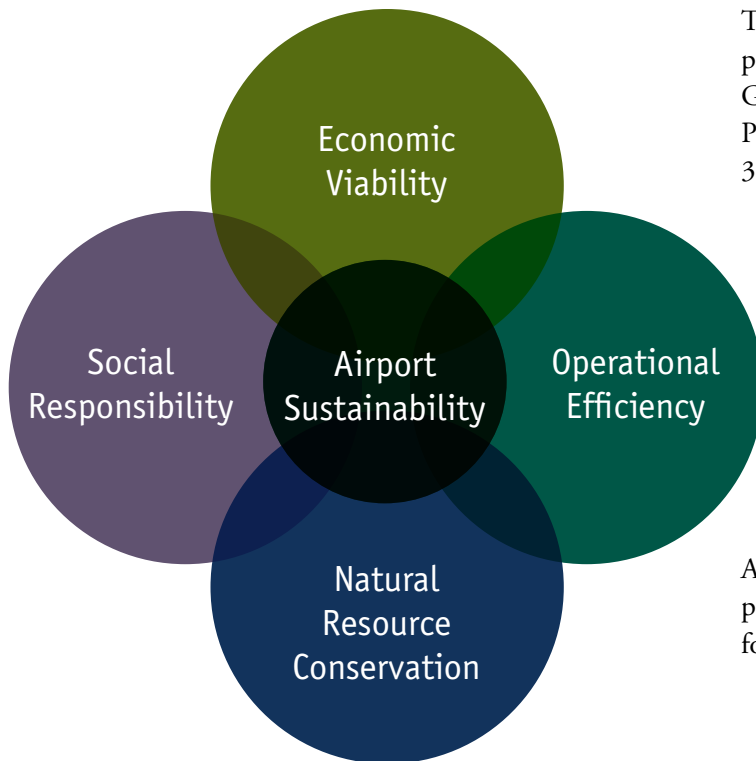 Economic
Viability
Social
Responsibility
Airport
Sustainability
Operational
Efficiency
Natural
Resource
Conservation